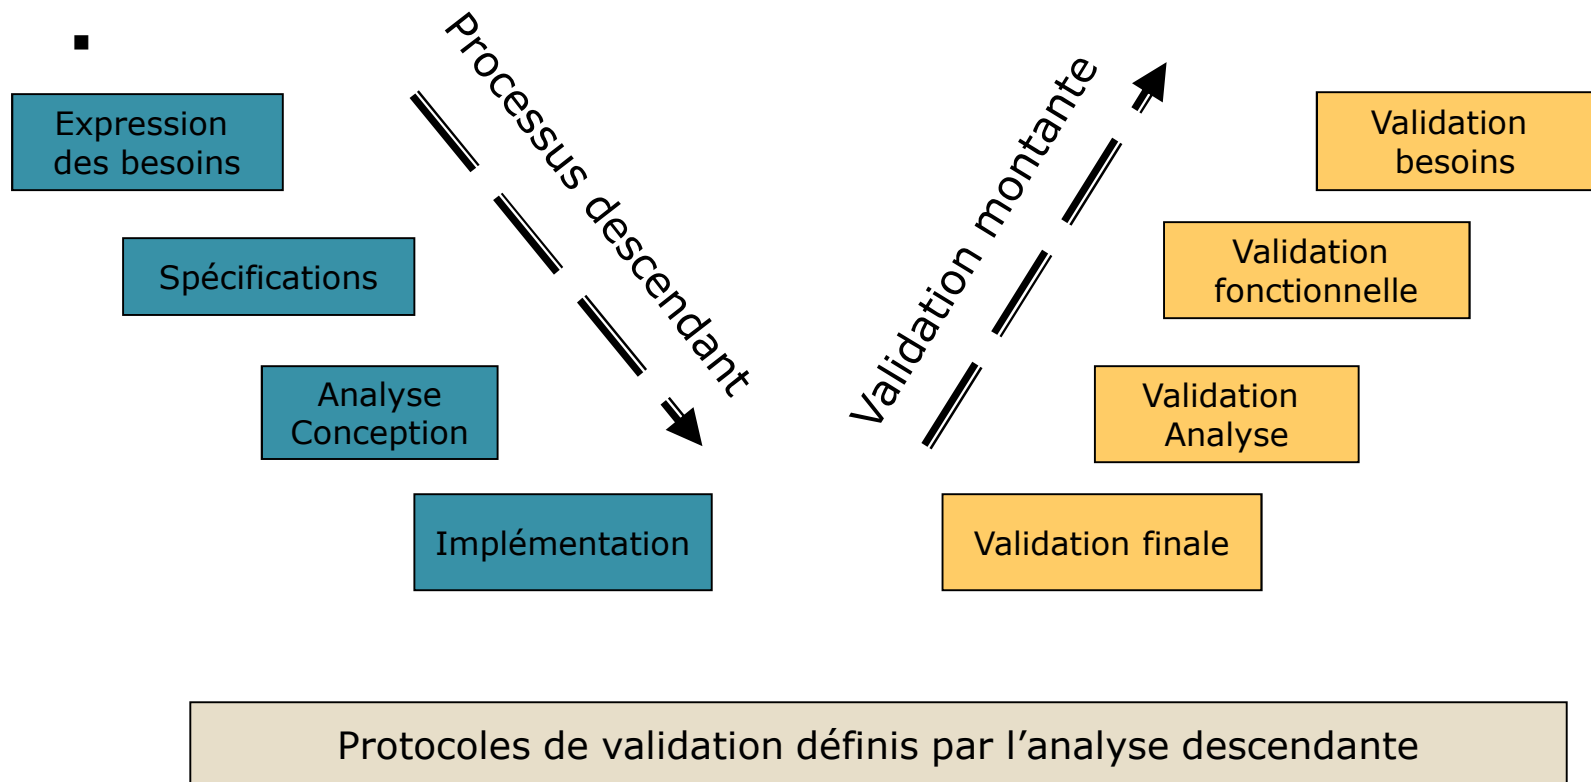 Expression
des besoins
Spécifications
Analyse
Conception
Implémentation
Processus descendant
Validation montante
Validation
besoins
Validation
fonctionnelle
Validation
Analyse
Validation finale
Protocoles de validation définis par l’analyse descendante